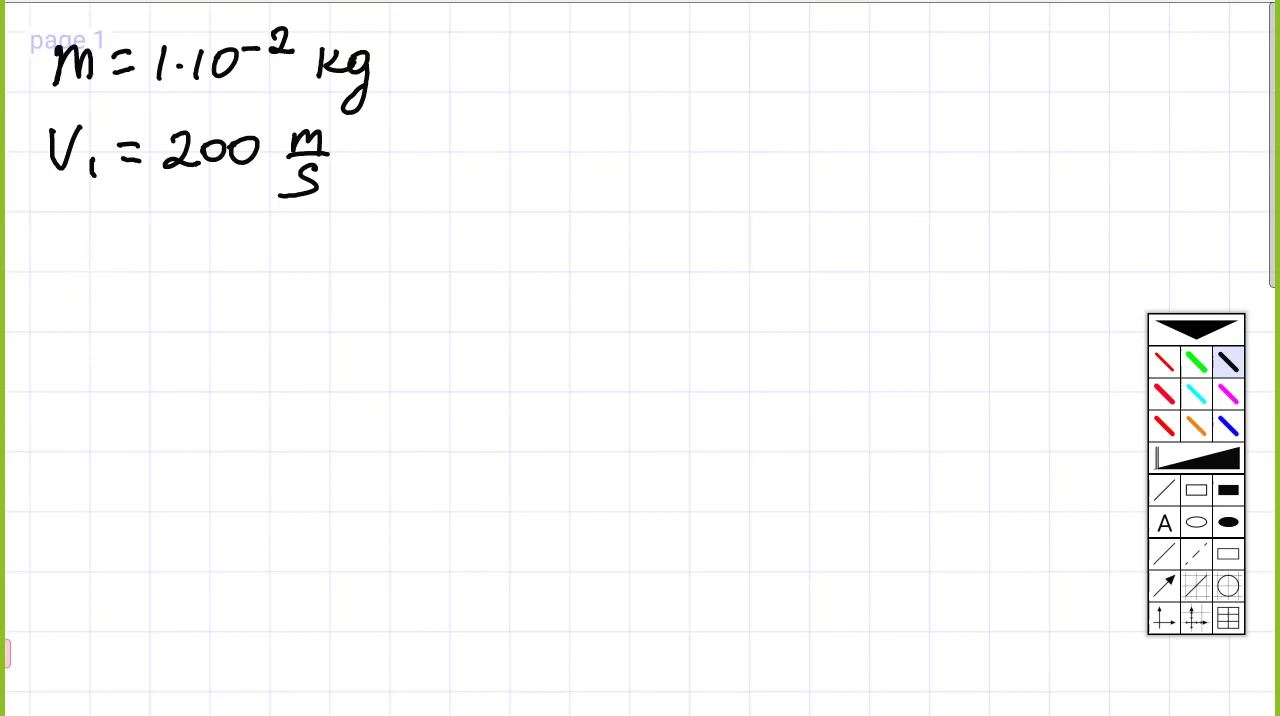 page 1
m = 1·10⁻² kg
V₁ = 200 m/s
A